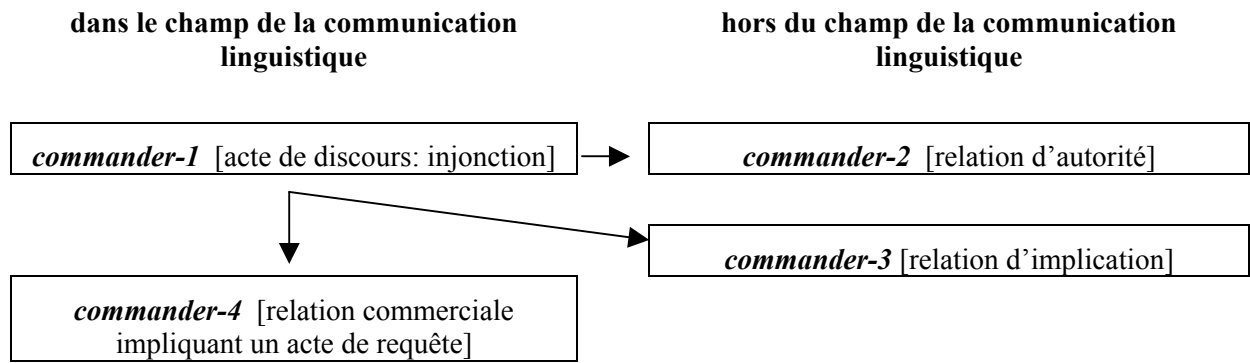 dans le champ de la communication
linguistique
hors du champ de la communication
linguistique
commander-1 [acte de discours: injonction]
commander-2 [relation d’autorité]
commander-3 [relation d’implication]
commander-4 [relation commerciale
impliquant un acte de requête]